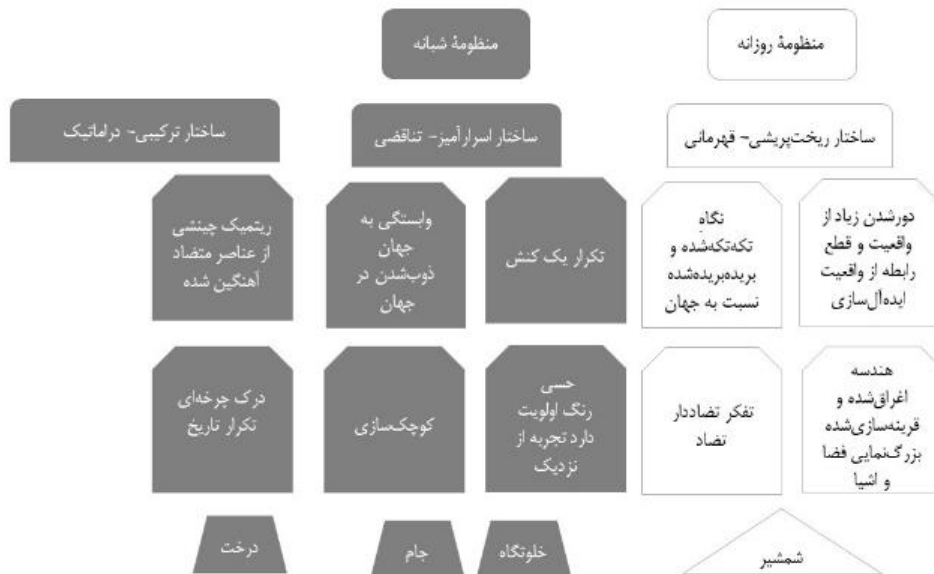 منظومهٔ روزانه
منظومهٔ شبانه
ساختار ریخت‌پریشی- قهرمانی
ساختار اسرارآمیز- تناقضی
ساختار ترکیبی- دراماتیک
دورشدن زیاد از
واقعیت و قطع
رابطه از واقعیت
ایده‌آل‌سازی
نگاهِ
تکه‌تکه‌شده و
بریده‌بریده‌شده
نسبت به جهان
تکرار یک کنش
وابستگی به
جهان
ذوب‌شدن در
جهان
ریتمیک چینشی
از عناصر متضاد
آهنگین شده
هندسه
اغراق‌شده و
قرینه‌سازی‌شده
بزرگ‌نمایی فضا
و اشیا
تفکر تضاددار
تضاد
حسی
رنگ اولویت
دارد تجربه از
نزدیک
کوچک‌سازی
درک چرخه‌ای
تکرار تاریخ
شمشیر
خلوتگاه
جام
درخت